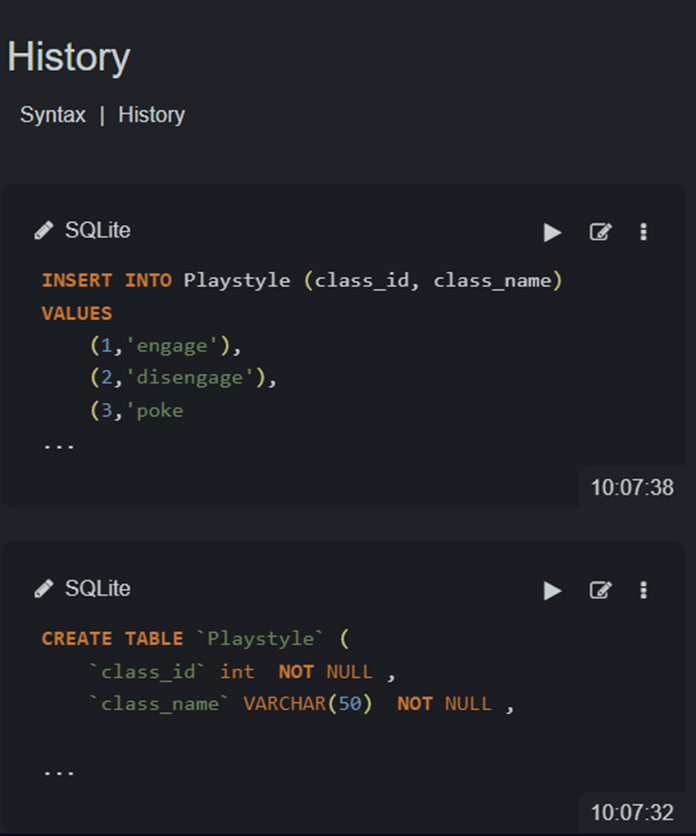 History
Syntax | History
SQLite
INSERT INTO Playstyle (class_id, class_name)
VALUES
(1,'engage'),
(2,'disengage'),
(3,'poke
...
10:07:38
SQLite
CREATE TABLE `Playstyle` (
`class_id` int  NOT NULL ,
`class_name` VARCHAR(50)  NOT NULL ,
...
10:07:32